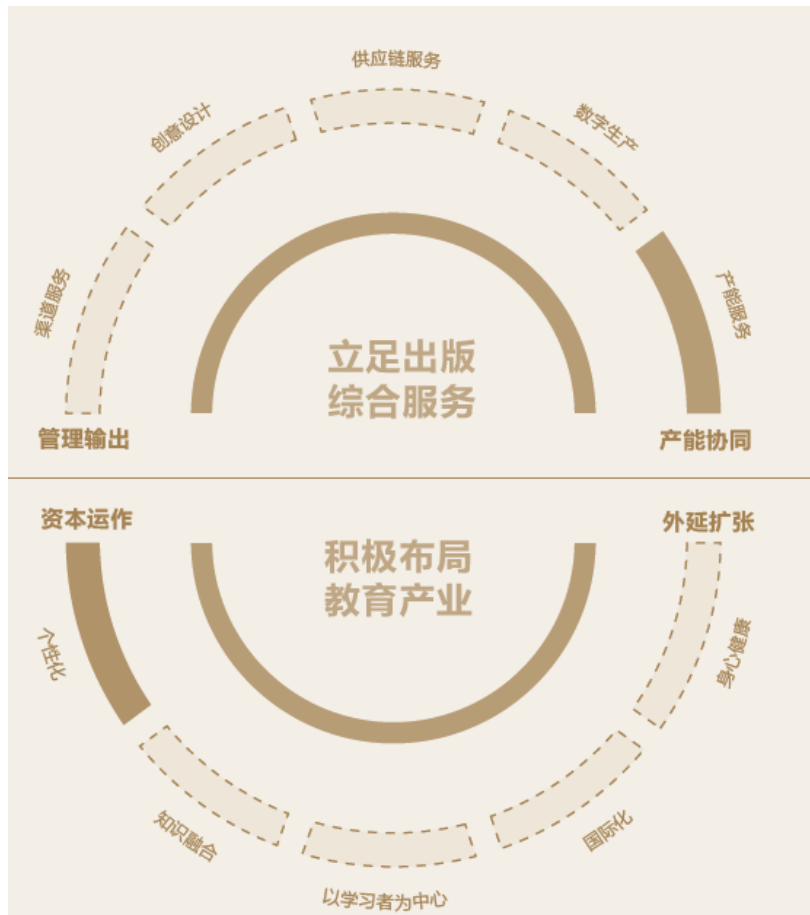 供应链服务
创意设计
数字生产
渠道服务
产能服务
立足出版
综合服务
管理输出
产能协同
资本运作
外延扩张
积极布局
教育产业
个性化
身心健康
知识融合
国际化
以学习者为中心